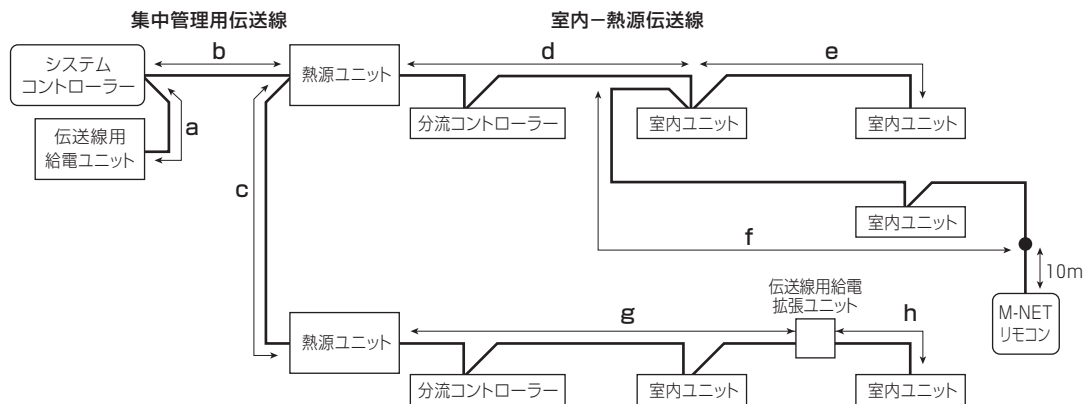 集中管理用伝送線
室内−熱源伝送線
システム
コントローラー
b
熱源ユニット
d
e
伝送線用
給電ユニット
a
分流コントローラー
室内ユニット
室内ユニット
c
室内ユニット
f
10m
M-NET
リモコン
熱源ユニット
g
伝送線用給電
拡張ユニット
h
分流コントローラー
室内ユニット
室内ユニット